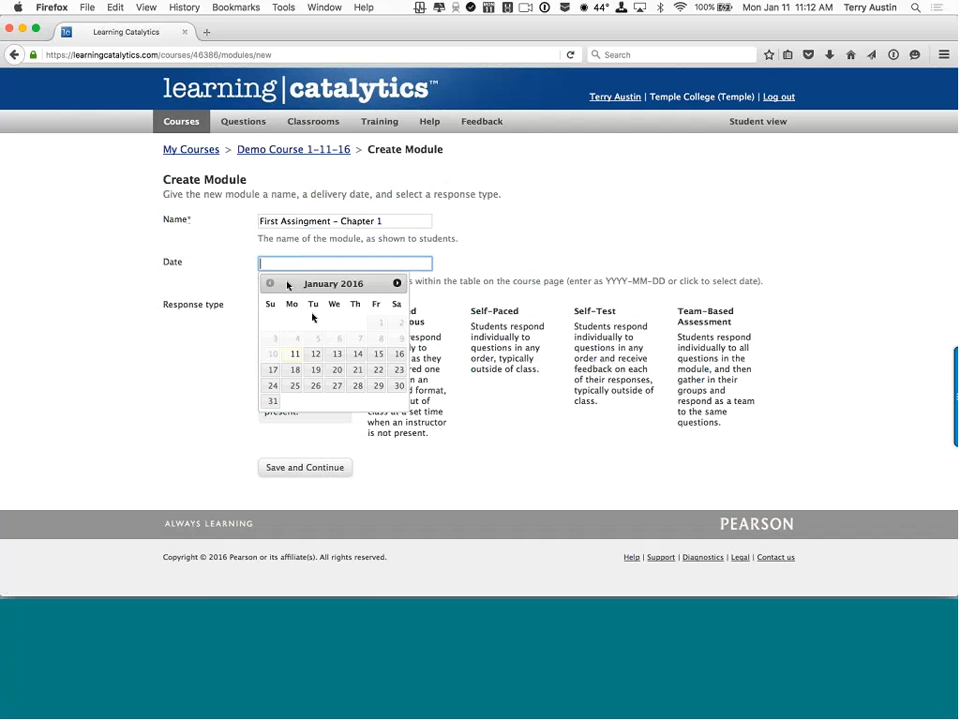 Firefox File Edit View History Bookmarks Tools Window Help 44° 100% Mon Jan 11 11:12 AM Terry Austin
Learning Catalytics
https://learningcatalytics.com/courses/46386/modules/new
Search
learning|catalytics™
Terry Austin | Temple College (Temple) | Log out
Courses Questions Classrooms Training Help Feedback Student view
My Courses > Demo Course 1-11-16 > Create Module
Create Module
Give the new module a name, a delivery date, and select a response type.
Name* First Assingment - Chapter 1
The name of the module, as shown to students.
Date
January 2016
s within the table on the course page (enter as YYYY-MM-DD or click to select date).
Su Mo Tu We Th Fr Sa
1 2
3 4 5 6 7 8 9
10 11 12 13 14 15 16
17 18 19 20 21 22 23
24 25 26 27 28 29 30
31
Response type
present.
d
ous
espond
as they
red one
n an
d format,
out of
class at a set time
when an instructor
is not present.
Self-Paced
Students respond
individually to
questions in any
order, typically
outside of class.
Self-Test
Students respond
individually to
questions in any
order and receive
feedback on each
of their responses,
typically outside of
class.
Team-Based
Assessment
Students respond
individually to all
questions in the
module, and then
gather in their
groups and
respond as a team
to the same
questions.
Save and Continue
ALWAYS LEARNING PEARSON
Copyright © 2016 Pearson or its affiliate(s). All rights reserved. Help | Support | Diagnostics | Legal | Contact us